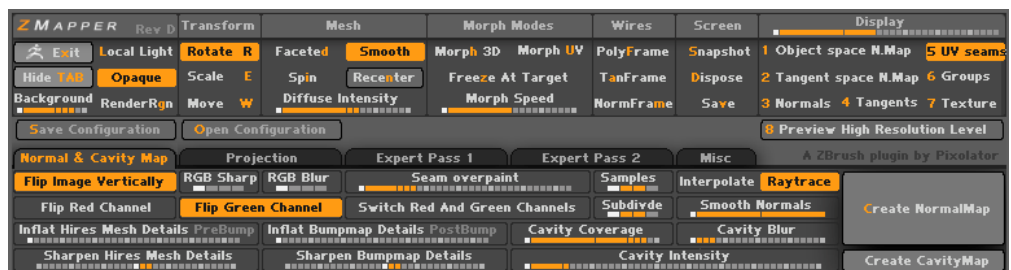 ZMAPPER Rev D Transform Mesh Morph Modes Wires Screen Display
Exit Local Light Rotate R Faceted Smooth Morph 3D Morph UV PolyFrame Snapshot 1 Object space N.Map 5 UV seams
Hide TAB Opaque Scale E Spin Recenter Freeze At Target TanFrame Dispose 2 Tangent space N.Map 6 Groups
Background RenderRgn Move W Diffuse Intensity Morph Speed NormFrame Save 3 Normals 4 Tangents 7 Texture
Save Configuration Open Configuration 8 Preview High Resolution Level
Normal & Cavity Map Projection Expert Pass 1 Expert Pass 2 Misc A ZBrush plugin by Pixolator
Flip Image Vertically RGB Sharp RGB Blur Seam overpaint Samples Interpolate Raytrace
Flip Red Channel Flip Green Channel Switch Red And Green Channels Subdivde Smooth Normals Create NormalMap
Inflat Hires Mesh Details PreBump Inflat Bumpmap Details PostBump Cavity Coverage Cavity Blur
Sharpen Hires Mesh Details Sharpen Bumpmap Details Cavity Intensity Create CavityMap